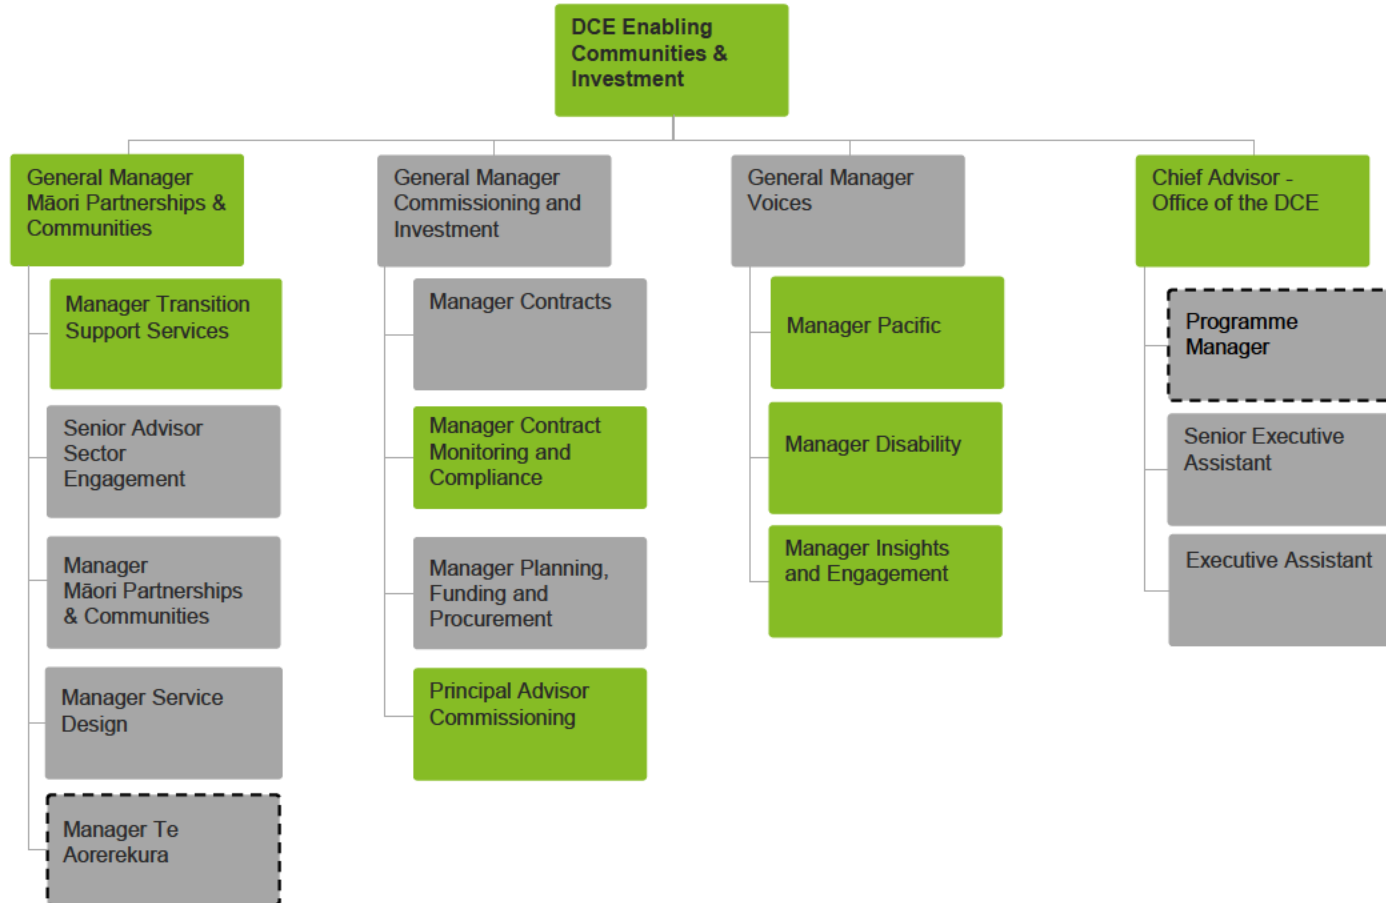 DCE Enabling
Communities &
Investment
General Manager
Māori Partnerships &
Communities
General Manager
Commissioning and
Investment
General Manager
Voices
Chief Advisor -
Office of the DCE
Manager Transition
Support Services
Senior Advisor
Sector
Engagement
Manager
Māori Partnerships
& Communities
Manager Service
Design
Manager Te
Aorerekura
Manager Contracts
Manager Contract
Monitoring and
Compliance
Manager Planning,
Funding and
Procurement
Principal Advisor
Commissioning
Manager Pacific
Manager Disability
Manager Insights
and Engagement
Programme
Manager
Senior Executive
Assistant
Executive Assistant